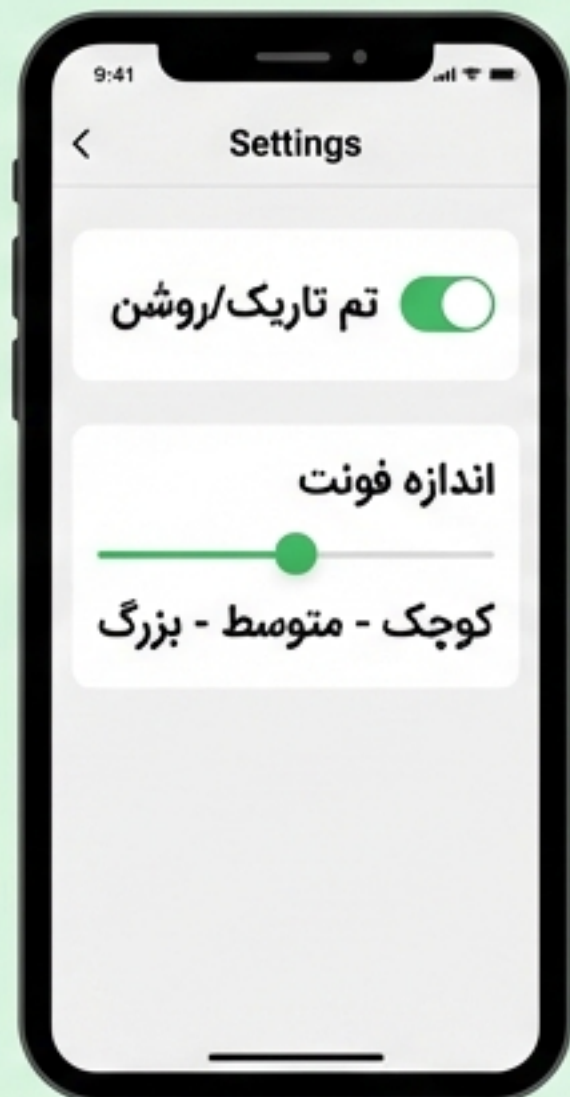 9:41
Settings
تم تاریک/روشن
اندازه فونت
کوچک - متوسط - بزرگ